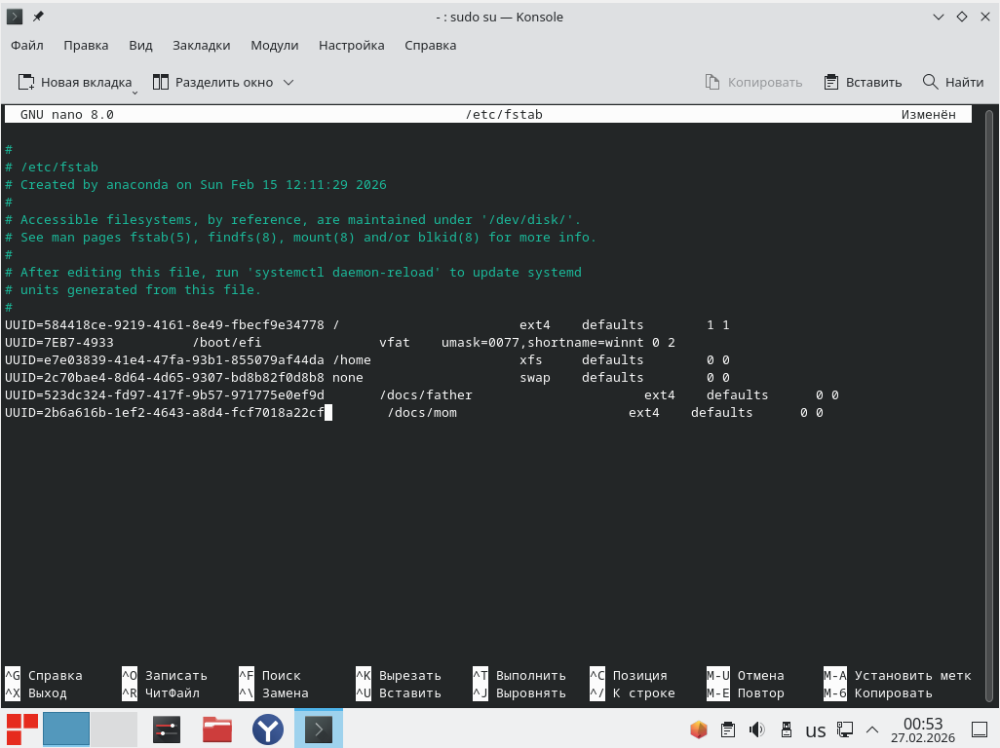 - : sudo su — Konsole
Файл Правка Вид Закладки Модули Настройка Справка
Новая вкладка Разделить окно Копировать Вставить Найти
GNU nano 8.0 /etc/fstab Изменён
#
# /etc/fstab
# Created by anaconda on Sun Feb 15 12:11:29 2026
#
# Accessible filesystems, by reference, are maintained under '/dev/disk/'.
# See man pages fstab(5), findfs(8), mount(8) and/or blkid(8) for more info.
#
# After editing this file, run 'systemctl daemon-reload' to update systemd
# units generated from this file.
#
UUID=584418ce-9219-4161-8e49-fbecf9e34778 / ext4 defaults 1 1
UUID=7EB7-4933 /boot/efi vfat umask=0077,shortname=winnt 0 2
UUID=e7e03839-41e4-47fa-93b1-855079af44da /home xfs defaults 0 0
UUID=2c70bae4-8d64-4d65-9307-bd8b82f0d8b8 none swap defaults 0 0
UUID=523dc324-fd97-417f-9b57-971775e0ef9d /docs/father ext4 defaults 0 0
UUID=2b6a616b-1ef2-4643-a8d4-fcf7018a22cf /docs/mom ext4 defaults 0 0
^G Справка ^O Записать ^F Поиск ^K Вырезать ^T Выполнить ^C Позиция M-U Отмена M-A Установить метк
^X Выход ^R ЧитФайл ^\ Замена ^U Вставить ^J Выровнять ^/ К строке M-E Повтор M-6 Копировать
us 00:53
27.02.2026